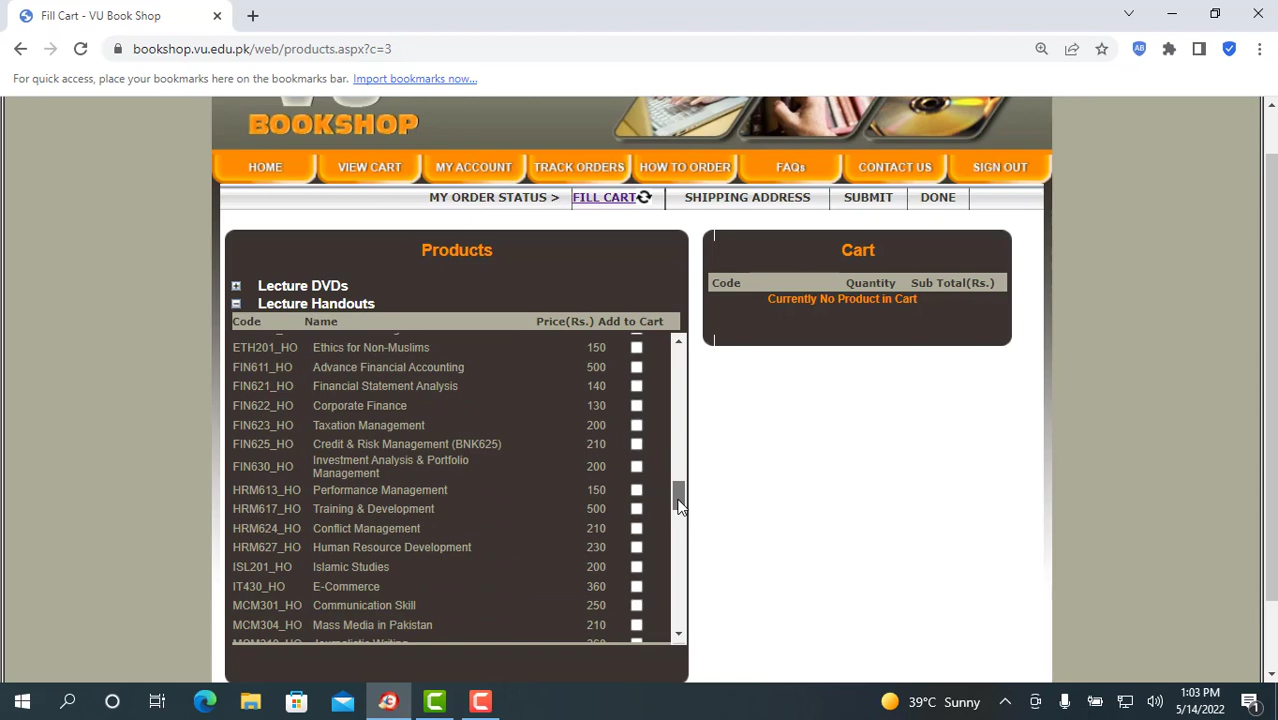 Fill Cart - VU Book Shop
bookshop.vu.edu.pk/web/products.aspx?c=3
For quick access, place your bookmarks here on the bookmarks bar. Import bookmarks now...
BOOKSHOP
HOME VIEW CART MY ACCOUNT TRACK ORDERS HOW TO ORDER FAQs CONTACT US SIGN OUT
MY ORDER STATUS > FILL CART SHIPPING ADDRESS SUBMIT DONE
Products
Lecture DVDs
Lecture Handouts
Code Name Price(Rs.) Add to Cart
ETH201_HO Ethics for Non-Muslims 150
FIN611_HO Advance Financial Accounting 500
FIN621_HO Financial Statement Analysis 140
FIN622_HO Corporate Finance 130
FIN623_HO Taxation Management 200
FIN625_HO Credit & Risk Management (BNK625) 210
FIN630_HO Investment Analysis & Portfolio Management 200
HRM613_HO Performance Management 150
HRM617_HO Training & Development 500
HRM624_HO Conflict Management 210
HRM627_HO Human Resource Development 230
ISL201_HO Islamic Studies 200
IT430_HO E-Commerce 360
MCM301_HO Communication Skill 250
MCM304_HO Mass Media in Pakistan 210
Cart
Code Quantity Sub Total(Rs.)
Currently No Product in Cart
39°C Sunny
1:03 PM
5/14/2022